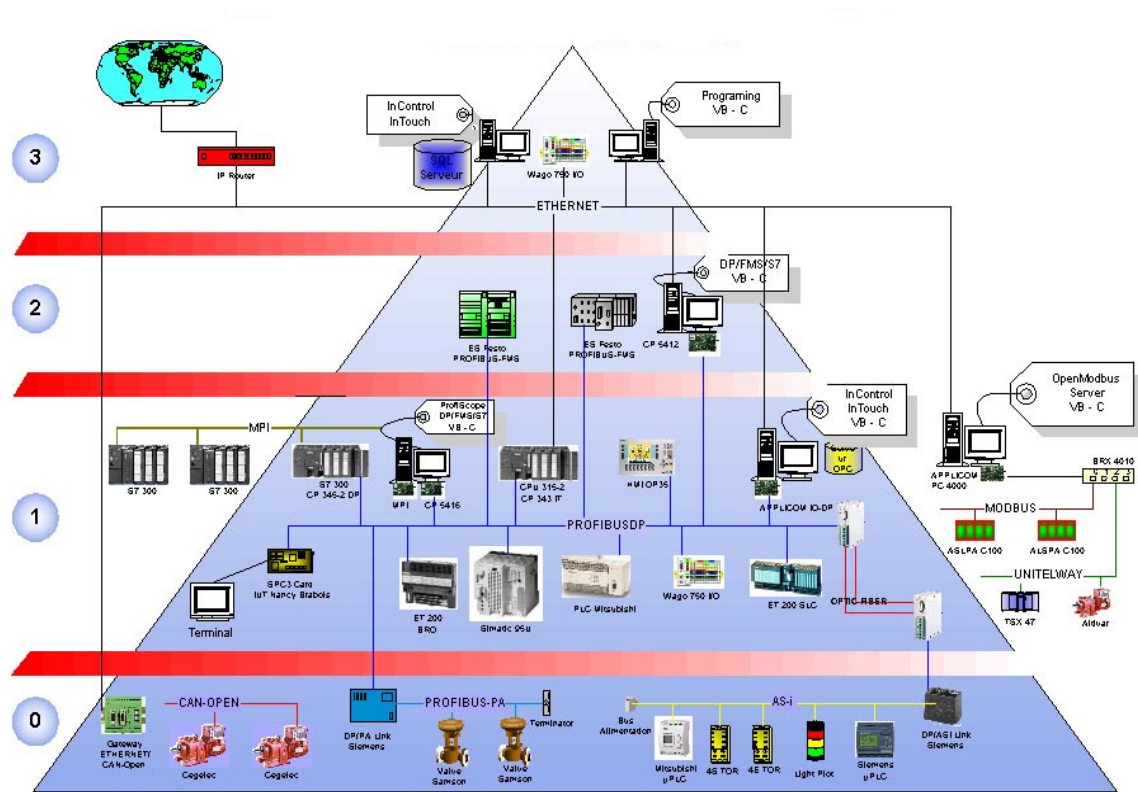 InControl
InTouch
Programing
VB - C
3
SQL
Serveur
Wago 750 I/O
IP Router
ETHERNET
DP/FMS/S7
VB - C
2
ES Festo
PROFIBUS-FMS
ES Festo
PROFIBUS-FMS
CP 5412
ProfiScope
DP/FMS/S7
VB - C
InControl
InTouch
VB - C
OpenModbus
Server
VB - C
MPI
BRX 4010
ur
OPC
S7 300
S7 300
S7 300
CP 345-2 DP
MPI
CP 5416
CPu 315-2
CP 343 IT
HMI OP35
APPLICOM IO-DP
APPLICOM
PC 4000
1
PROFIBUSDP
MODBUS
ASLPA C100
ALSPA C100
SPC3 Card
IuT Nancy Brabois
UNITELWAY
Terminal
ET 200
BRO
Simatic 95u
PLC Mitsubishi
Wago 750 I/O
ET 200 SLC
OPTIC FIBER
TSX 47
Altivar
0
CAN-OPEN
PROFIBUS-PA
AS-i
Gateway
ETHERNET/
CAN-Open
Cegelec
Cegelec
DP/PA Link
Siemens
Valve
Samson
Valve
Samson
Terminator
Bus
Alimentation
Mitsubishi
µPLC
4S TOR
4E TOR
Light Plot
Siemens
µPLC
DP/ASI Link
Siemens